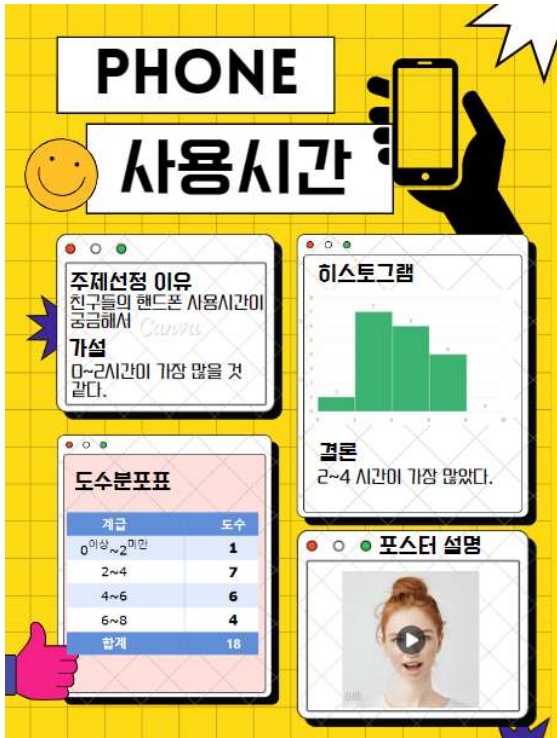 PHONE
사용시간
주제선정 이유
친구들의 핸드폰 사용시간이
궁금해서
Canva
가설
0~2시간이 가장 많을 것
같다.
도수분포표
계급 도수
0이상~2미만 1
2~4 7
4~6 6
6~8 4
합계 18
히스토그램
결론
2~4 시간이 가장 많았다.
포스터 설명